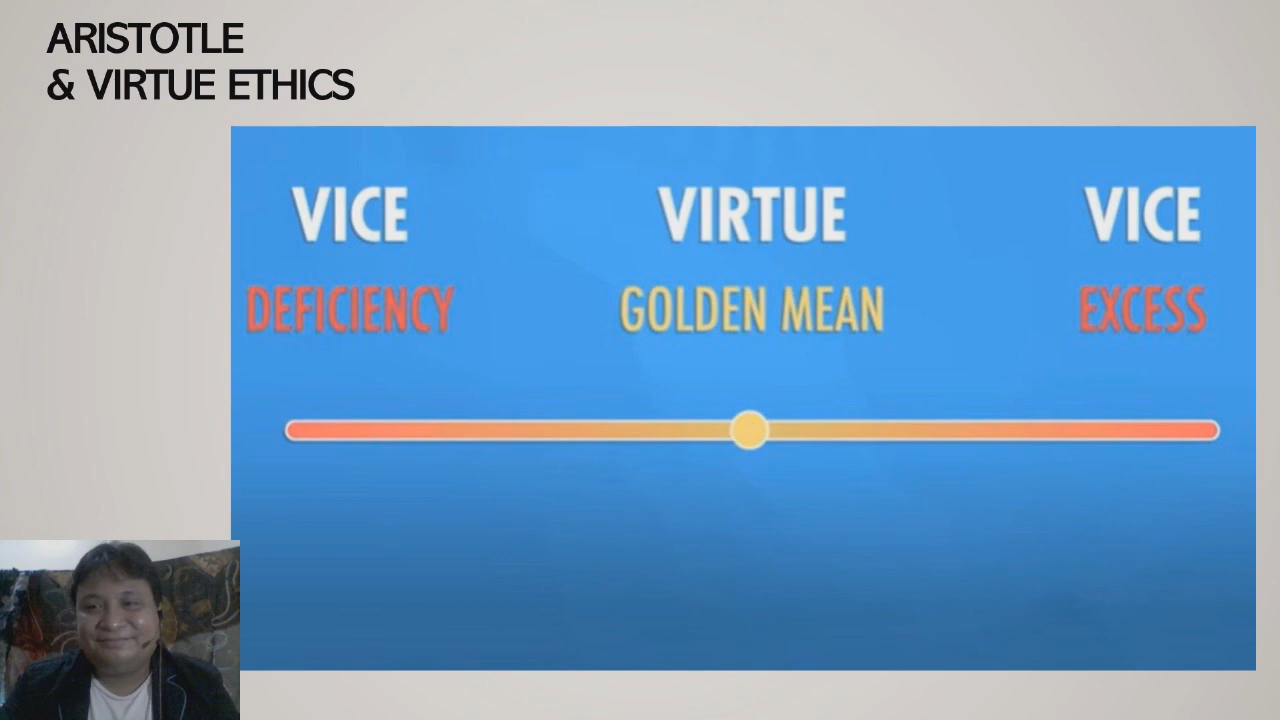 ARISTOTLE
& VIRTUE ETHICS
VICE VIRTUE VICE
DEFICIENCY GOLDEN MEAN EXCESS